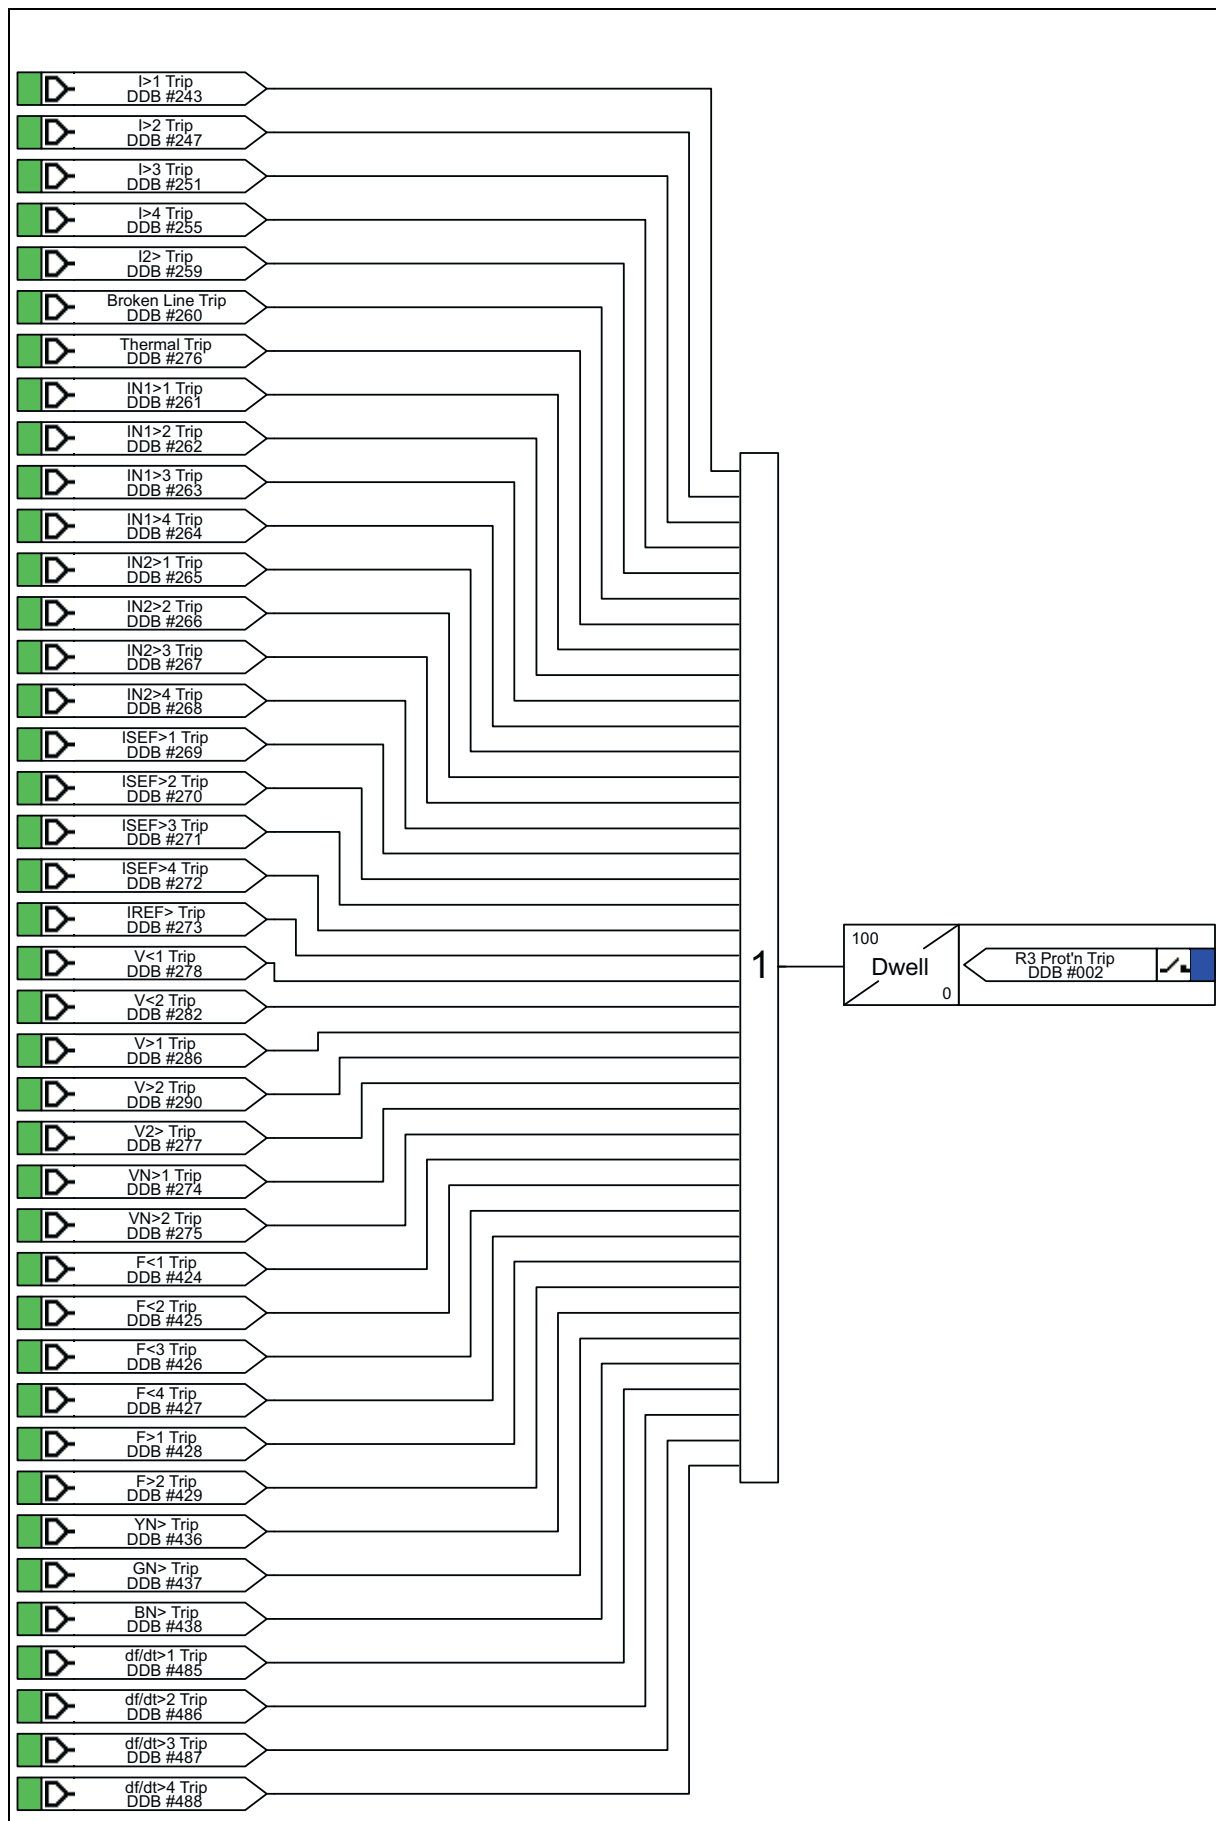 I>1 Trip
DDB #243
I>2 Trip
DDB #247
I>3 Trip
DDB #251
I>4 Trip
DDB #255
I2> Trip
DDB #259
Broken Line Trip
DDB #260
Thermal Trip
DDB #276
IN1>1 Trip
DDB #261
IN1>2 Trip
DDB #262
IN1>3 Trip
DDB #263
IN1>4 Trip
DDB #264
IN2>1 Trip
DDB #265
IN2>2 Trip
DDB #266
IN2>3 Trip
DDB #267
IN2>4 Trip
DDB #268
ISEF>1 Trip
DDB #269
ISEF>2 Trip
DDB #270
ISEF>3 Trip
DDB #271
ISEF>4 Trip
DDB #272
IREF> Trip
DDB #273
V<1 Trip
DDB #278
V<2 Trip
DDB #282
V>1 Trip
DDB #286
V>2 Trip
DDB #290
V2> Trip
DDB #277
VN>1 Trip
DDB #274
VN>2 Trip
DDB #275
F<1 Trip
DDB #424
F<2 Trip
DDB #425
F<3 Trip
DDB #426
F<4 Trip
DDB #427
F>1 Trip
DDB #428
F>2 Trip
DDB #429
YN> Trip
DDB #436
GN> Trip
DDB #437
BN> Trip
DDB #438
df/dt>1 Trip
DDB #485
df/dt>2 Trip
DDB #486
df/dt>3 Trip
DDB #487
df/dt>4 Trip
DDB #488
1
100
Dwell
0
R3 Prot'n Trip
DDB #002